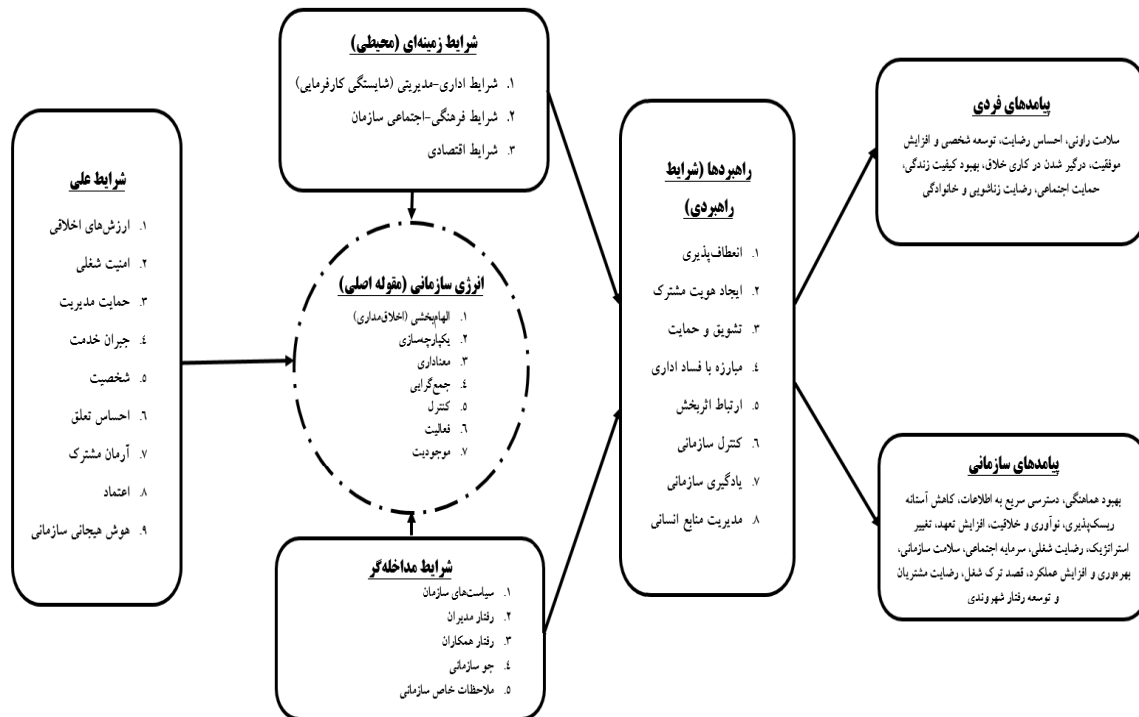 شرایط زمینه‌ای (محیطی)
۱. شرایط اداری-مدیریتی (شایستگی کارفرمایی)
۲. شرایط فرهنگی-اجتماعی سازمان
۳. شرایط اقتصادی
شرایط علی
۱. ارزش‌های اخلاقی
۲. امنیت شغلی
۳. حمایت مدیریت
۴. جبران خدمت
۵. شخصیت
۶. احساس تعلق
۷. آرمان مشترک
۸. اعتماد
۹. هوش هیجانی سازمانی
انرژی سازمانی (مقوله اصلی)
۱. الهام‌بخشی (اخلاق‌مداری)
۲. یکپارچه‌سازی
۳. معناداری
۴. جمع‌گرایی
۵. کنترل
۶. فعالیت
۷. موجودیت
شرایط مداخله‌گر
۱. سیاست‌های سازمان
۲. رفتار مدیران
۳. رفتار همکاران
۴. جو سازمانی
۵. ملاحظات خاص سازمانی
راهبردها (شرایط
راهبردی)
۱. انعطاف‌پذیری
۲. ایجاد هویت مشترک
۳. تشویق و حمایت
۴. مبارزه با فساد اداری
۵. ارتباط اثربخش
۶. کنترل سازمانی
۷. یادگیری سازمانی
۸. مدیریت منابع انسانی
پیامدهای فردی
سلامت راونی، احساس رضایت، توسعه شخصی و افزایش
موفقیت، درگیر شدن در کاری خلاق، بهبود کیفیت زندگی،
حمایت اجتماعی، رضایت زناشویی و خانوادگی
پیامدهای سازمانی
بهبود هماهنگی، دسترسی سریع به اطلاعات، کاهش آستانه
ریسک‌پذیری، نوآوری و خلاقیت، افزایش تعهد، تغییر
استراتژیک، رضایت شغلی، سرمایه اجتماعی، سلامت سازمانی،
بهره‌وری و افزایش عملکرد، قصد ترک شغل، رضایت مشتریان
و توسعه رفتار شهروندی